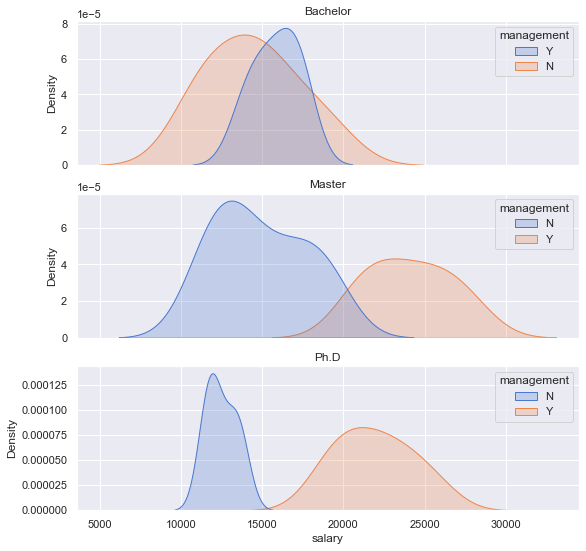 Bachelor
1e−5
8
6
4
2
0
Density
management
Y
N
Master
1e−5
6
4
2
0
Density
management
N
Y
Ph.D
0.000125
0.000100
0.000075
0.000050
0.000025
0.000000
Density
management
N
Y
5000 10000 15000 20000 25000 30000
salary